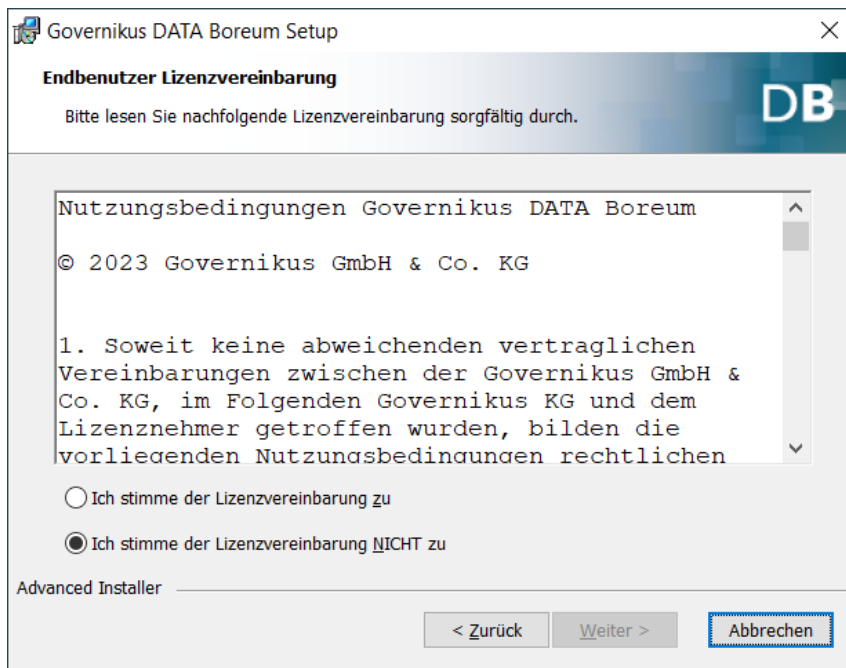 Governikus DATA Boreum Setup
Endbenutzer Lizenzvereinbarung
Bitte lesen Sie nachfolgende Lizenzvereinbarung sorgfältig durch.
DB
Nutzungsbedingungen Governikus DATA Boreum
© 2023 Governikus GmbH & Co. KG
1. Soweit keine abweichenden vertraglichen
Vereinbarungen zwischen der Governikus GmbH &
Co. KG, im Folgenden Governikus KG und dem
Lizenznehmer getroffen wurden, bilden die
vorliegenden Nutzungsbedingungen rechtlichen
Ich stimme der Lizenzvereinbarung zu
Ich stimme der Lizenzvereinbarung NICHT zu
Advanced Installer
< Zurück
Weiter >
Abbrechen